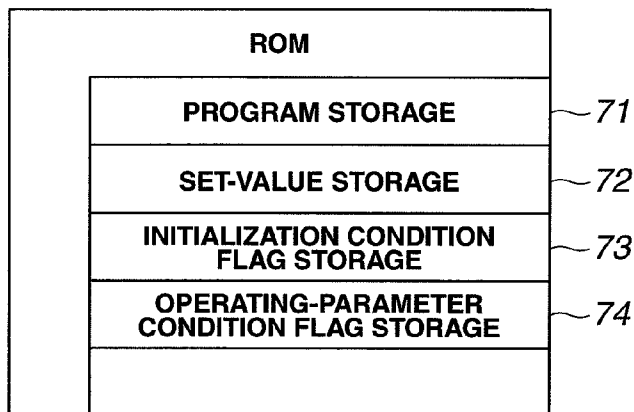 ROM
PROGRAM STORAGE 71
SET-VALUE STORAGE 72
INITIALIZATION CONDITION
FLAG STORAGE 73
OPERATING-PARAMETER
CONDITION FLAG STORAGE 74